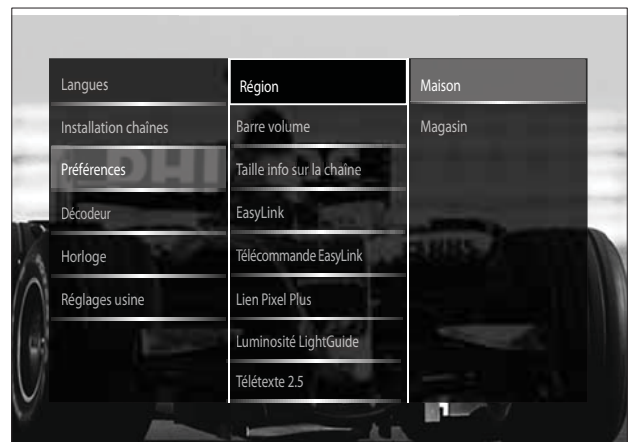 Langues
Installation chaînes
Préférences
Décodeur
Horloge
Réglages usine
Région
Barre volume
Taille info sur la chaîne
EasyLink
Télécommande EasyLink
Lien Pixel Plus
Luminosité LightGuide
Télétexte 2.5
Maison
Magasin